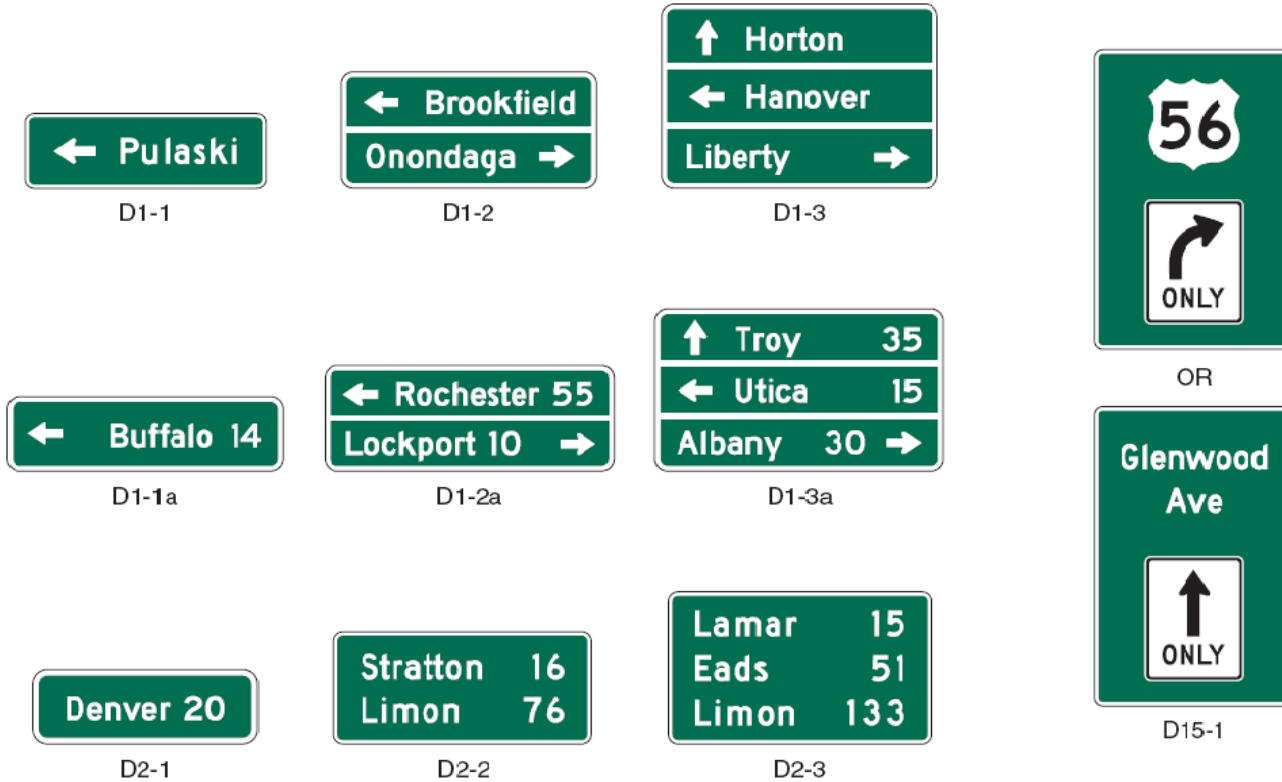 ← Pulaski
D1-1
← Brookfield
Onondaga →
D1-2
↑ Horton
← Hanover
Liberty →
D1-3
← Buffalo 14
D1-1a
← Rochester 55
Lockport 10 →
D1-2a
↑ Troy 35
← Utica 15
Albany 30 →
D1-3a
Denver 20
D2-1
Stratton 16
Limon 76
D2-2
Lamar 15
Eads 51
Limon 133
D2-3
56
ONLY
OR
Glenwood
Ave
ONLY
D15-1